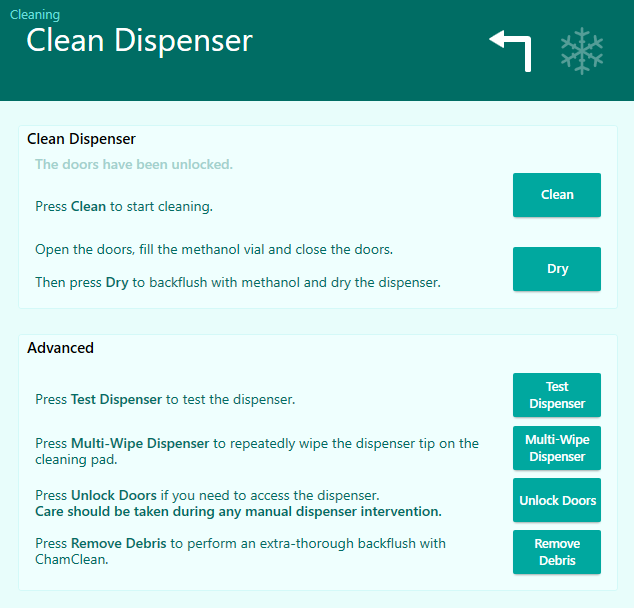 Cleaning
Clean Dispenser
Clean Dispenser
The doors have been unlocked.
Press Clean to start cleaning.
Clean
Open the doors, fill the methanol vial and close the doors.
Then press Dry to backflush with methanol and dry the dispenser.
Dry
Advanced
Press Test Dispenser to test the dispenser.
Test
Dispenser
Press Multi-Wipe Dispenser to repeatedly wipe the dispenser tip on the
cleaning pad.
Multi-Wipe
Dispenser
Press Unlock Doors if you need to access the dispenser.
Care should be taken during any manual dispenser intervention.
Unlock Doors
Press Remove Debris to perform an extra-thorough backflush with
ChamClean.
Remove
Debris